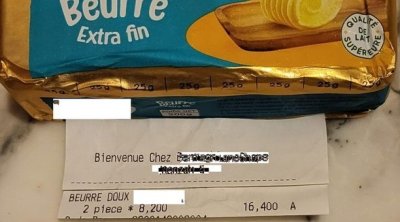 Beurre
Extra fin
QUALITÉ DE LAIT SUPÉRIEURE
25g 25g 25g 25g 25g 25g
Beurre
Bienvenue Chez
BEURRE DOUX
2 piece * 8,200 16,400 A